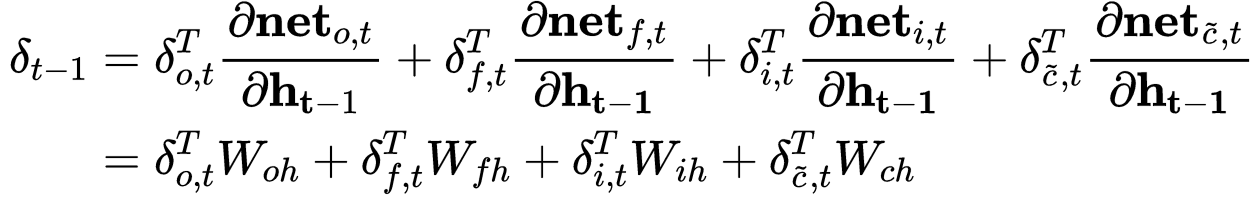 δ_{t−1} = δ_{o,t}^T ∂𝐧𝐞𝐭_{o,t}/∂𝐡_{𝐭−𝟏} + δ_{f,t}^T ∂𝐧𝐞𝐭_{f,t}/∂𝐡_{𝐭−𝟏} + δ_{i,t}^T ∂𝐧𝐞𝐭_{i,t}/∂𝐡_{𝐭−𝟏} + δ_{c̃,t}^T ∂𝐧𝐞𝐭_{c̃,t}/∂𝐡_{𝐭−𝟏}
= δ_{o,t}^T W_{oh} + δ_{f,t}^T W_{fh} + δ_{i,t}^T W_{ih} + δ_{c̃,t}^T W_{ch}